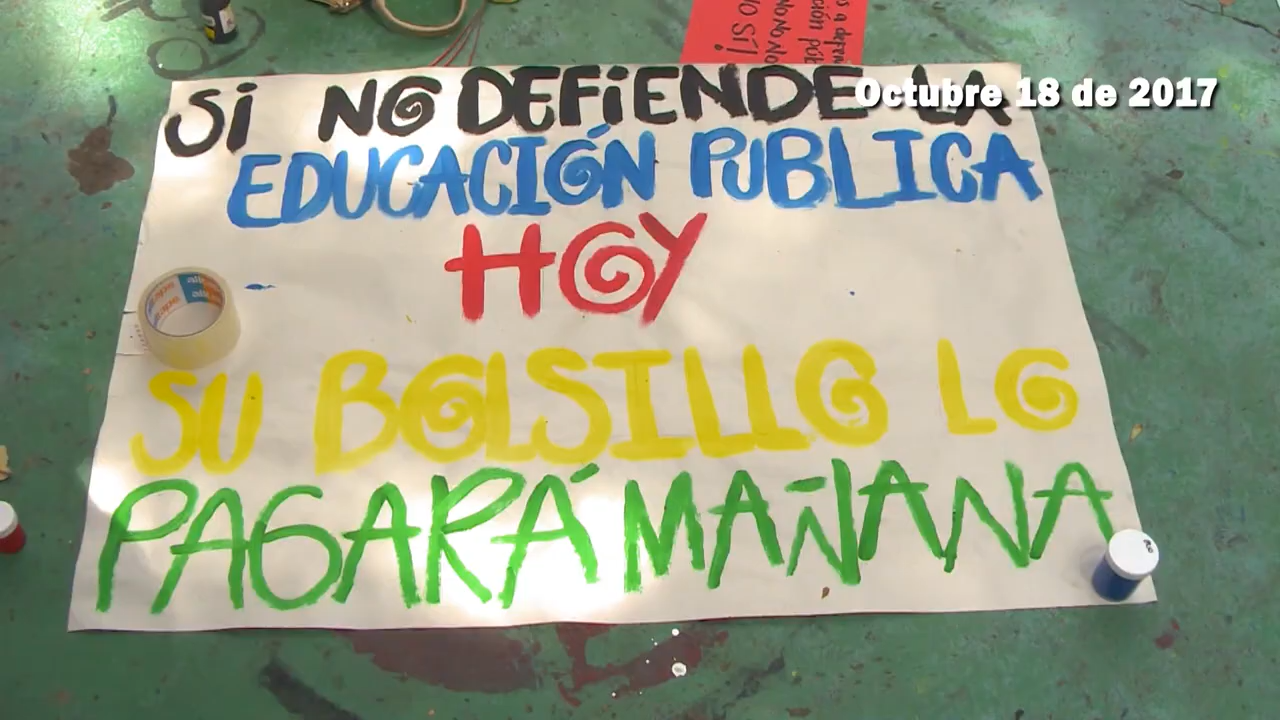 Octubre 18 de 2017
Si NO DEFiENDE LA
EDUCACIÓN PUBLICA
HOY
SU BOLSILLO LO
PAGARÁ MAÑANA